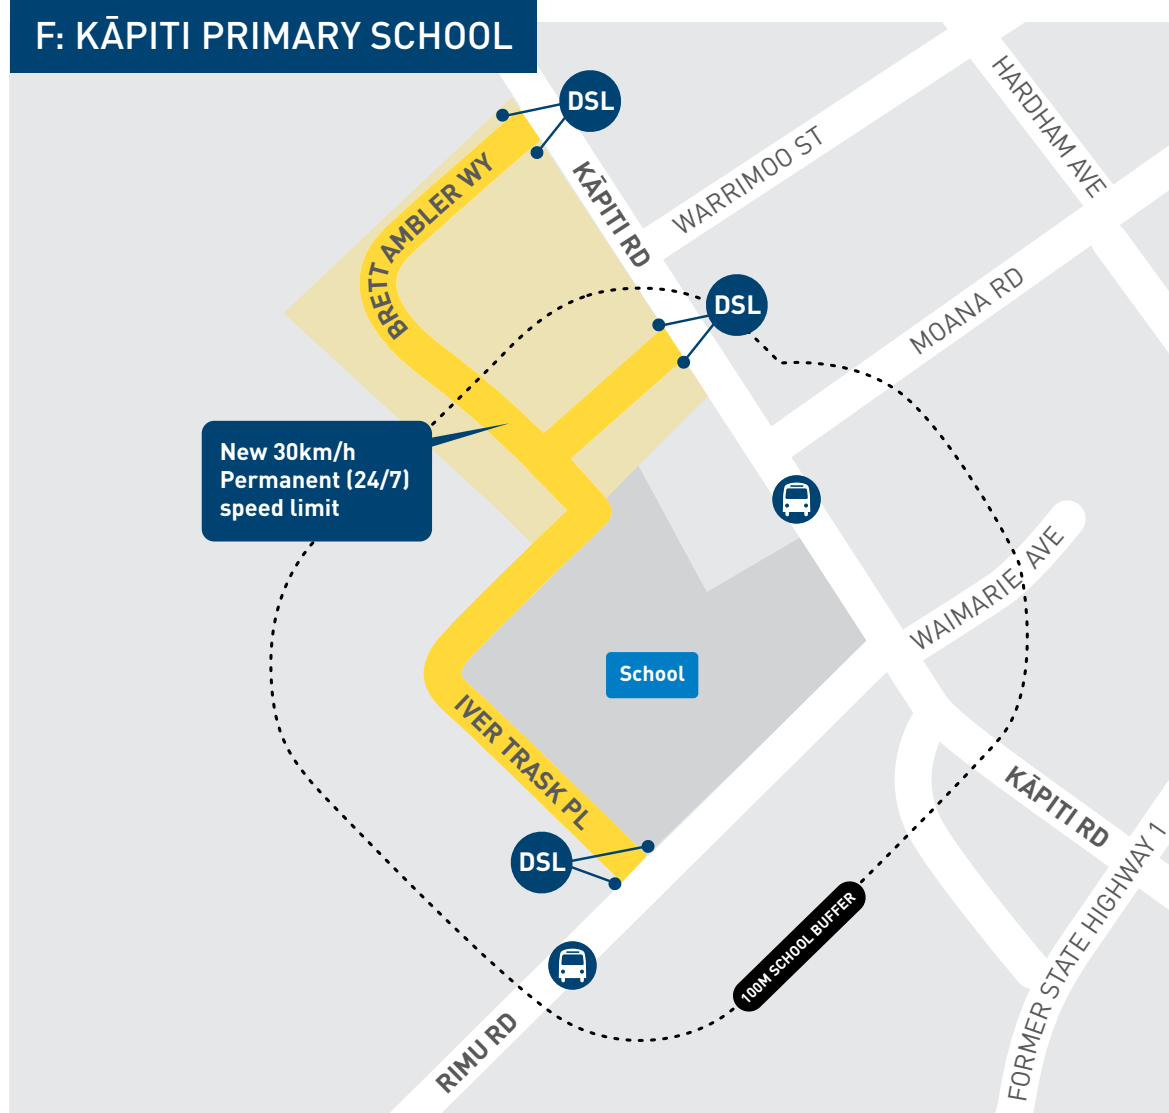 F: KĀPITI PRIMARY SCHOOL
DSL
HARDHAM AVE
WARRIMOO ST
BRETT AMBLER WY
KĀPITI RD
DSL
MOANA RD
New 30km/h
Permanent (24/7)
speed limit
WAIMARIE AVE
School
IVER TRASK PL
KĀPITI RD
DSL
FORMER STATE HIGHWAY 1
100M SCHOOL BUFFER
RIMU RD